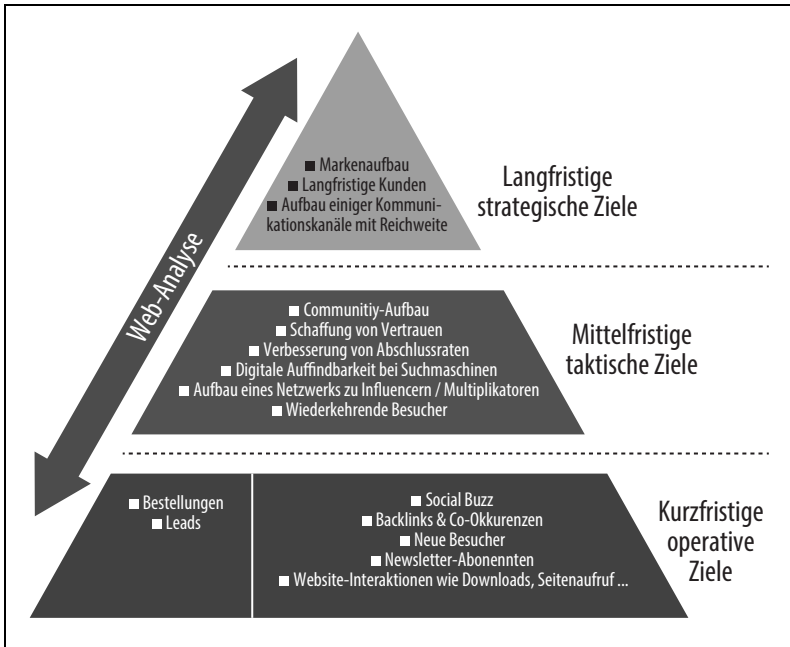 Web-Analyse
■ Markenaufbau
■ Langfristige Kunden
■ Aufbau einiger Kommuni-
kationskanäle mit Reichweite
Langfristige
strategische Ziele
■ Communitiy-Aufbau
■ Schaffung von Vertrauen
■ Verbesserung von Abschlussraten
■ Digitale Auffindbarkeit bei Suchmaschinen
■ Aufbau eines Netzwerks zu Influencern / Multiplikatoren
■ Wiederkehrende Besucher
Mittelfristige
taktische Ziele
■ Bestellungen
■ Leads
■ Social Buzz
■ Backlinks & Co-Okkurenzen
■ Neue Besucher
■ Newsletter-Abonennten
■ Website-Interaktionen wie Downloads, Seitenaufruf ...
Kurzfristige
operative
Ziele